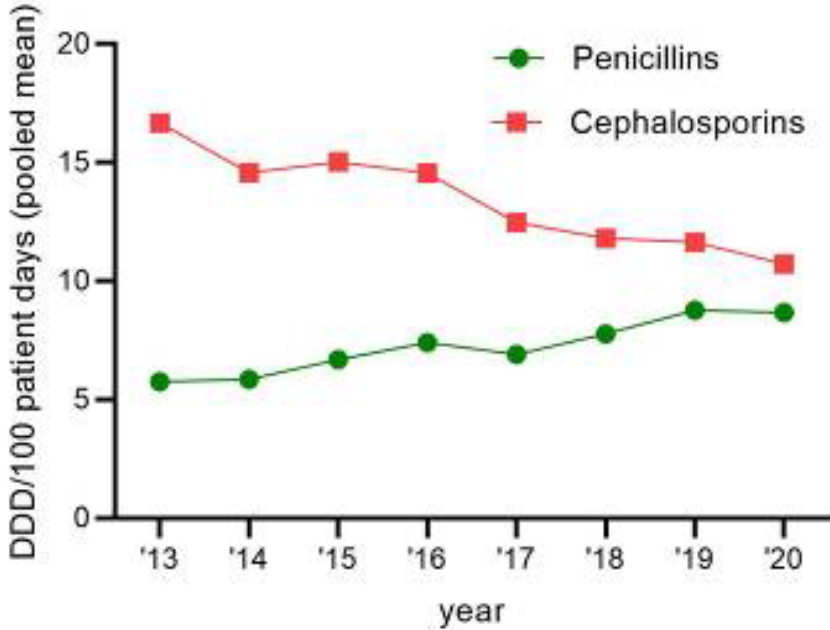 DDD/100 patient days (pooled mean)
20
15
10
5
0
Penicillins
Cephalosporins
'13 '14 '15 '16 '17 '18 '19 '20
year